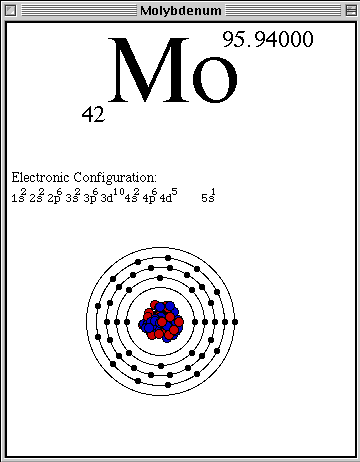 Molybdenum
95.94000
Mo
42
Electronic Configuration:
1s2 2s2 2p6 3s2 3p6 3d10 4s2 4p6 4d5 5s1